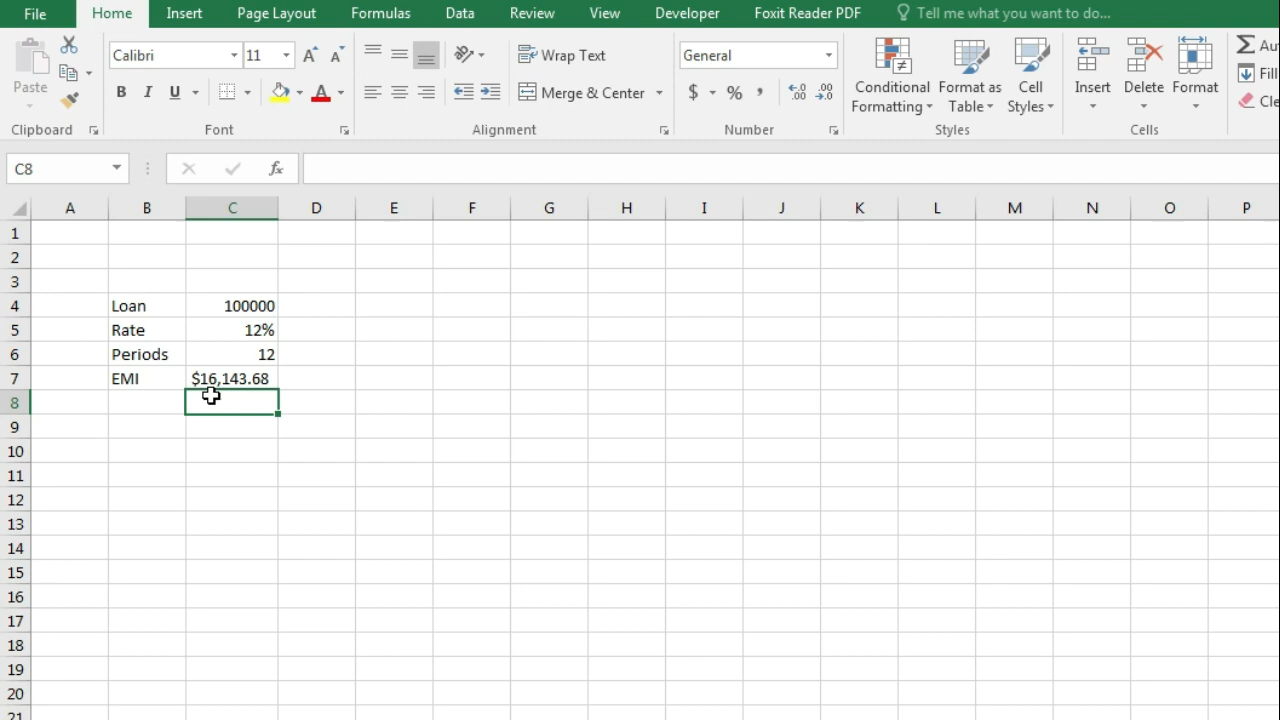 File Home Insert Page Layout Formulas Data Review View Developer Foxit Reader PDF Tell me what you want to do...
Calibri 11 Wrap Text General
Paste B I U Merge & Center $ % , Conditional Formatting Format as Table Cell Styles Insert Delete Format
Clipboard Font Alignment Number Styles Cells
C8 fx
A B C D E F G H I J K L M N O P
1
2
3
4 Loan 100000
5 Rate 12%
6 Periods 12
7 EMI $16,143.68
8
9
10
11
12
13
14
15
16
17
18
19
20
21